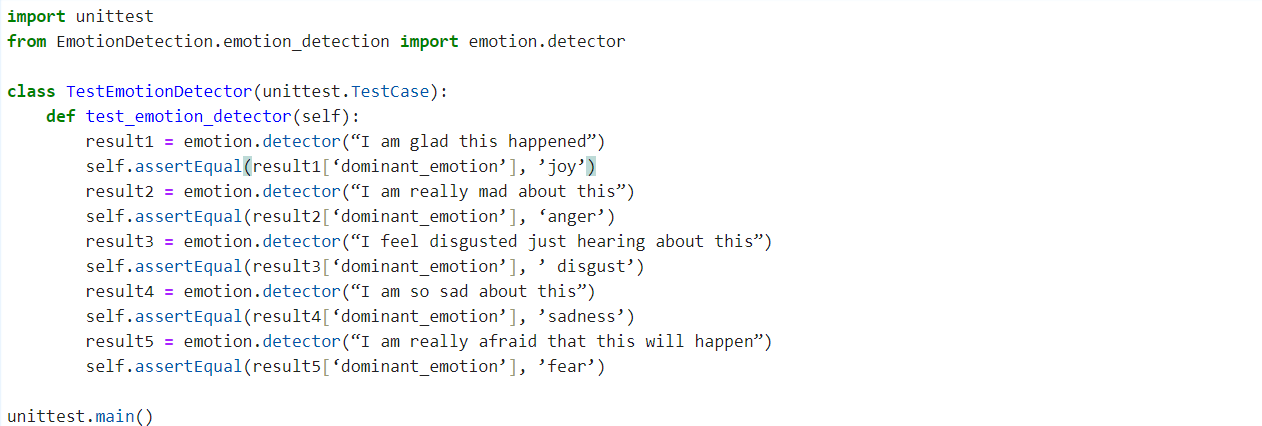 import unittest
from EmotionDetection.emotion_detection import emotion.detector

class TestEmotionDetector(unittest.TestCase):
    def test_emotion_detector(self):
        result1 = emotion.detector(“I am glad this happened”)
        self.assertEqual(result1[‘dominant_emotion’], ’joy’)
        result2 = emotion.detector(“I am really mad about this”)
        self.assertEqual(result2[‘dominant_emotion’], ‘anger’)
        result3 = emotion.detector(“I feel disgusted just hearing about this”)
        self.assertEqual(result3[‘dominant_emotion’], ’ disgust’)
        result4 = emotion.detector(“I am so sad about this”)
        self.assertEqual(result4[‘dominant_emotion’], ’sadness’)
        result5 = emotion.detector(“I am really afraid that this will happen”)
        self.assertEqual(result5[‘dominant_emotion’], ’fear’)

unittest.main()